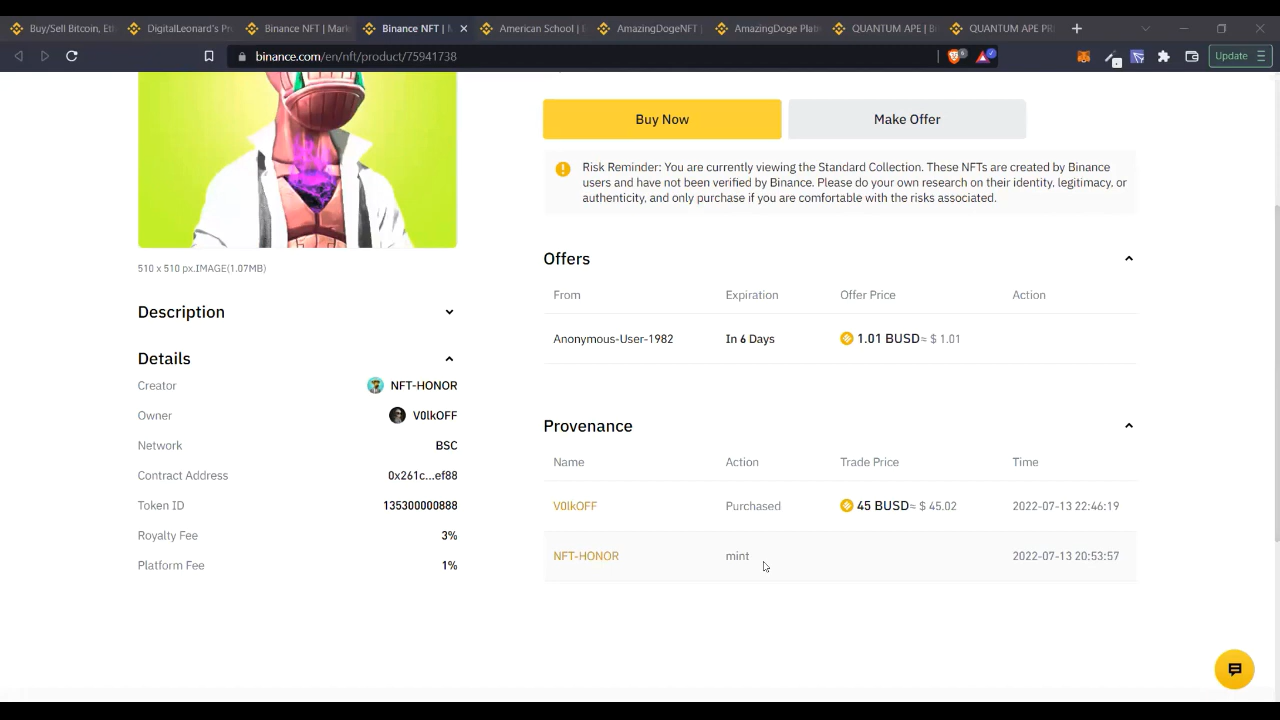 Buy/Sell Bitcoin, Eth
DigitalLeonard's Pr
Binance NFT | Mark
Binance NFT | M
American School |
AmazingDogeNFT |
AmazingDoge Plat
QUANTUM APE | B
QUANTUM APE PR
binance.com/en/nft/product/75941738
Update
Buy Now
Make Offer
Risk Reminder: You are currently viewing the Standard Collection. These NFTs are created by Binance
users and have not been verified by Binance. Please do your own research on their identity, legitimacy, or
authenticity, and only purchase if you are comfortable with the risks associated.
510 x 510 px.IMAGE(1.07MB)
Description
Details
Creator NFT-HONOR
Owner V0lkOFF
Network BSC
Contract Address 0x261c...ef88
Token ID 135300000888
Royalty Fee 3%
Platform Fee 1%
Offers
From Expiration Offer Price Action
Anonymous-User-1982 In 6 Days 1.01 BUSD≈ $ 1.01
Provenance
Name Action Trade Price Time
V0lkOFF Purchased 45 BUSD≈ $ 45.02 2022-07-13 22:46:19
NFT-HONOR mint 2022-07-13 20:53:57